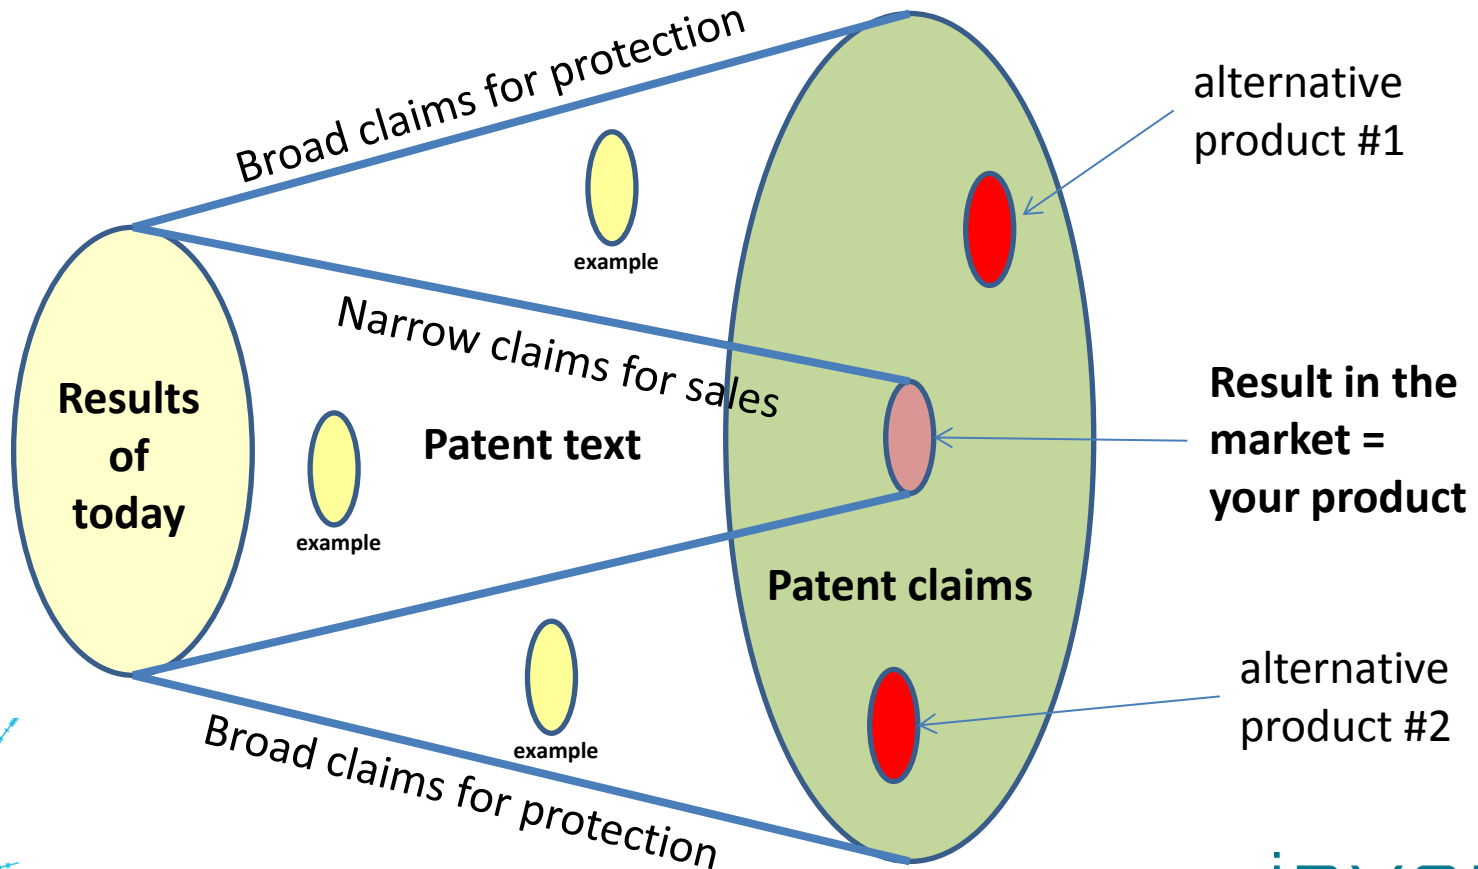 Broad claims for protection
alternative
product #1
example
Narrow claims for sales
Results
of
today
Patent text
Result in the
market =
your product
example
Patent claims
alternative
product #2
example
Broad claims for protection